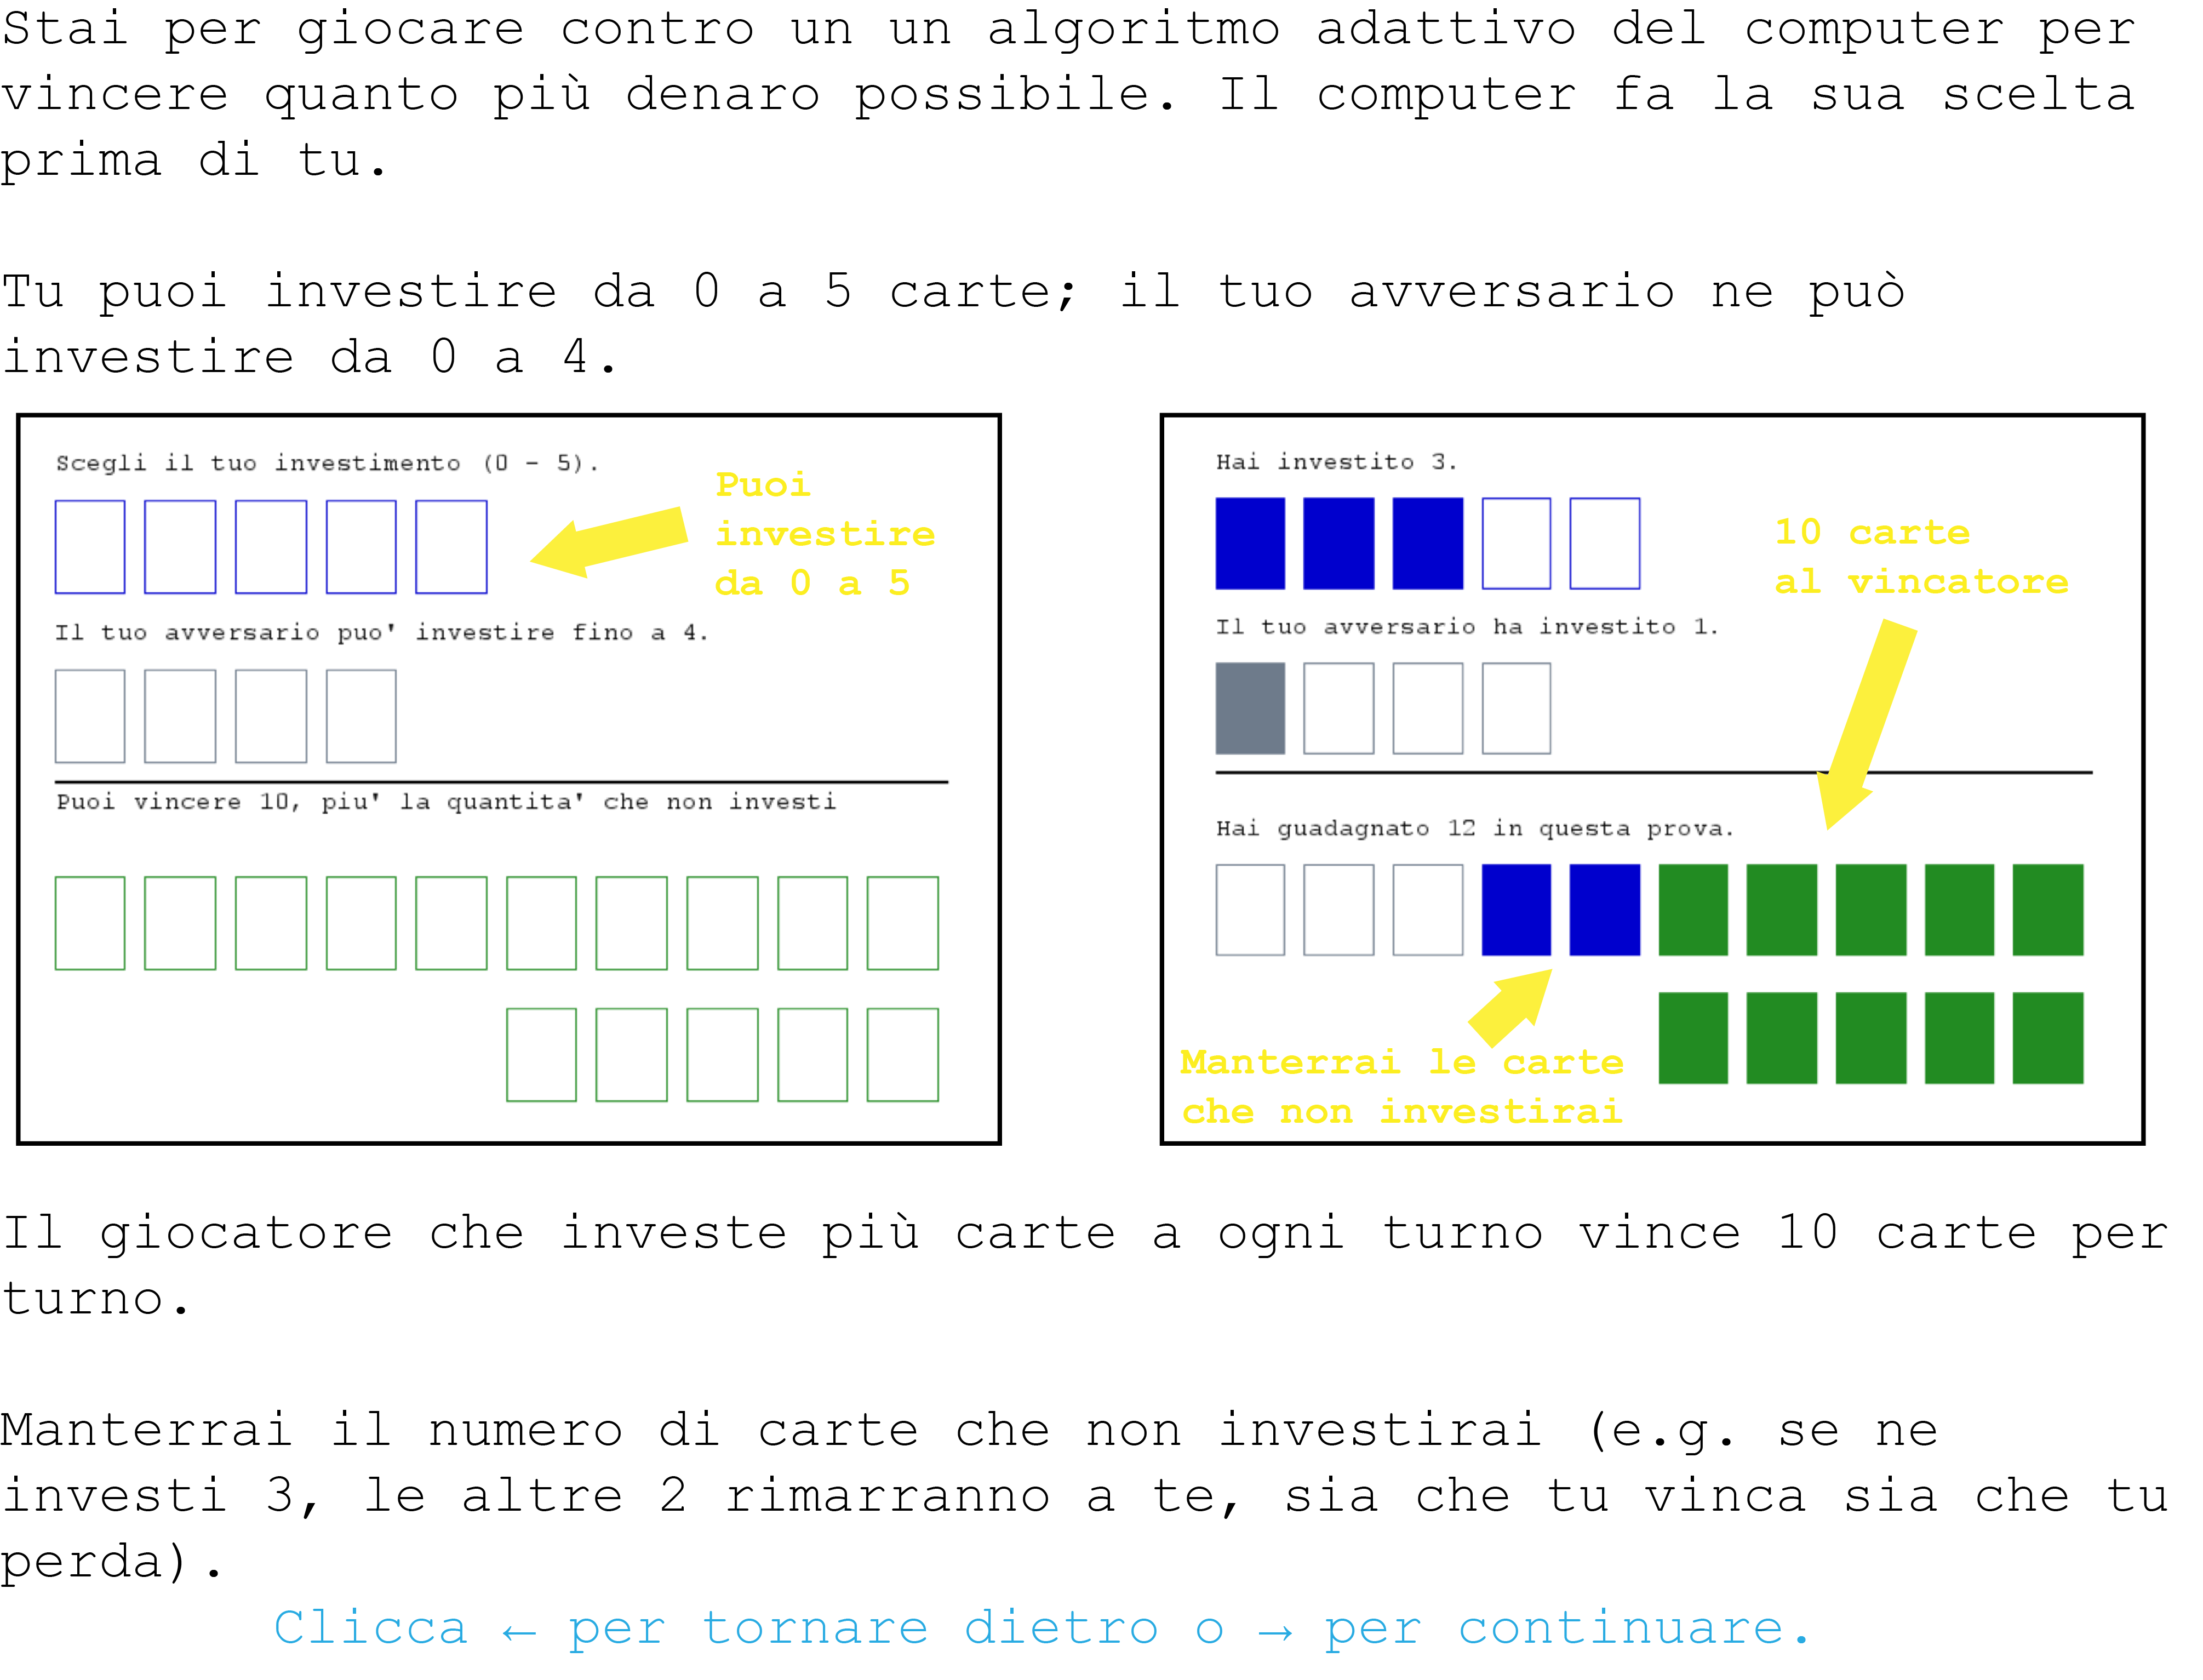 Stai per giocare contro un un algoritmo adattivo del computer per
vincere quanto più denaro possibile. Il computer fa la sua scelta
prima di tu.
Tu puoi investire da 0 a 5 carte; il tuo avversario ne può
investire da 0 a 4.
Scegli il tuo investimento (0 - 5).
Puoi
investire
da 0 a 5
Il tuo avversario puo' investire fino a 4.
Puoi vincere 10, piu' la quantita' che non investi
Hai investito 3.
10 carte
al vincatore
Il tuo avversario ha investito 1.
Hai guadagnato 12 in questa prova.
Manterrai le carte
che non investirai
Il giocatore che investe più carte a ogni turno vince 10 carte per
turno.
Manterrai il numero di carte che non investirai (e.g. se ne
investi 3, le altre 2 rimarranno a te, sia che tu vinca sia che tu
perda).
Clicca ← per tornare dietro o → per continuare.